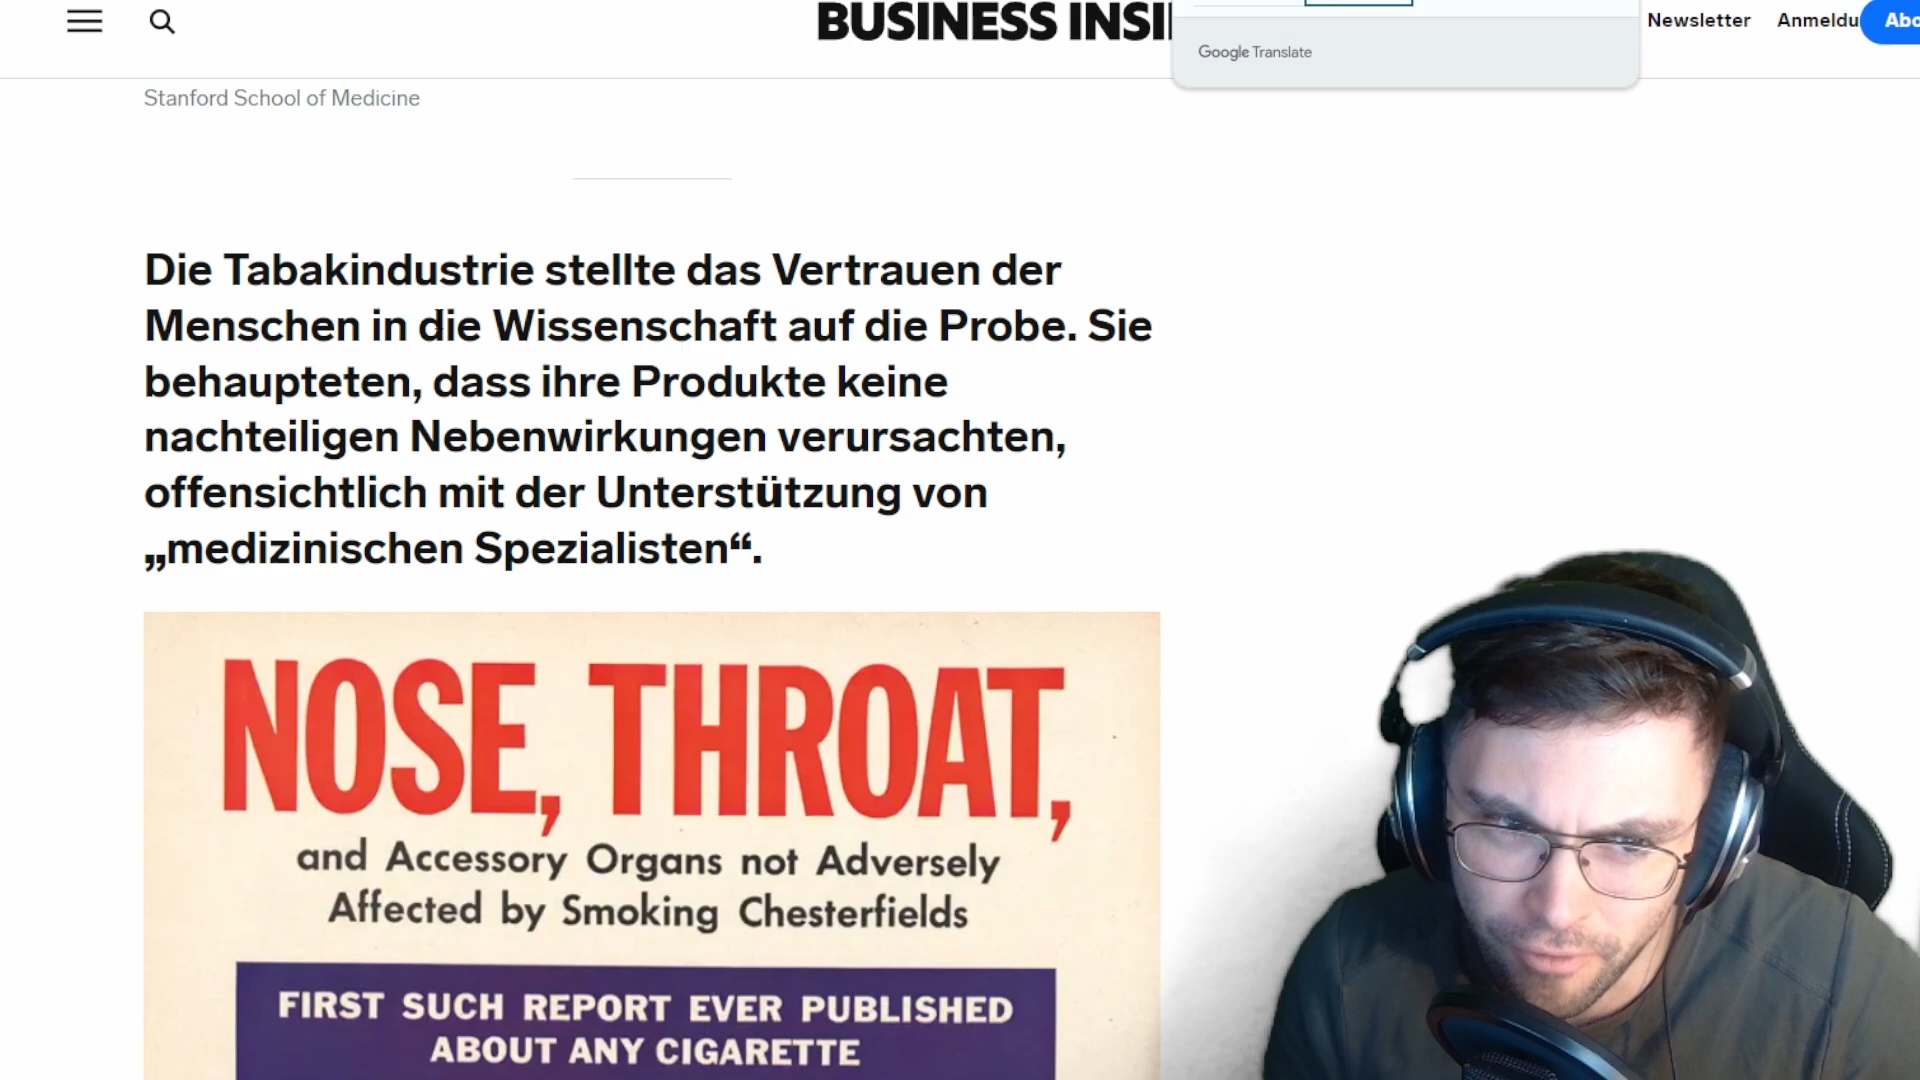 BUSINESS INSI
Google Translate
Newsletter Anmeldu Abo
Stanford School of Medicine
Die Tabakindustrie stellte das Vertrauen der
Menschen in die Wissenschaft auf die Probe. Sie
behaupteten, dass ihre Produkte keine
nachteiligen Nebenwirkungen verursachten,
offensichtlich mit der Unterstützung von
„medizinischen Spezialisten“.
NOSE, THROAT,
and Accessory Organs not Adversely
Affected by Smoking Chesterfields
FIRST SUCH REPORT EVER PUBLISHED
ABOUT ANY CIGARETTE